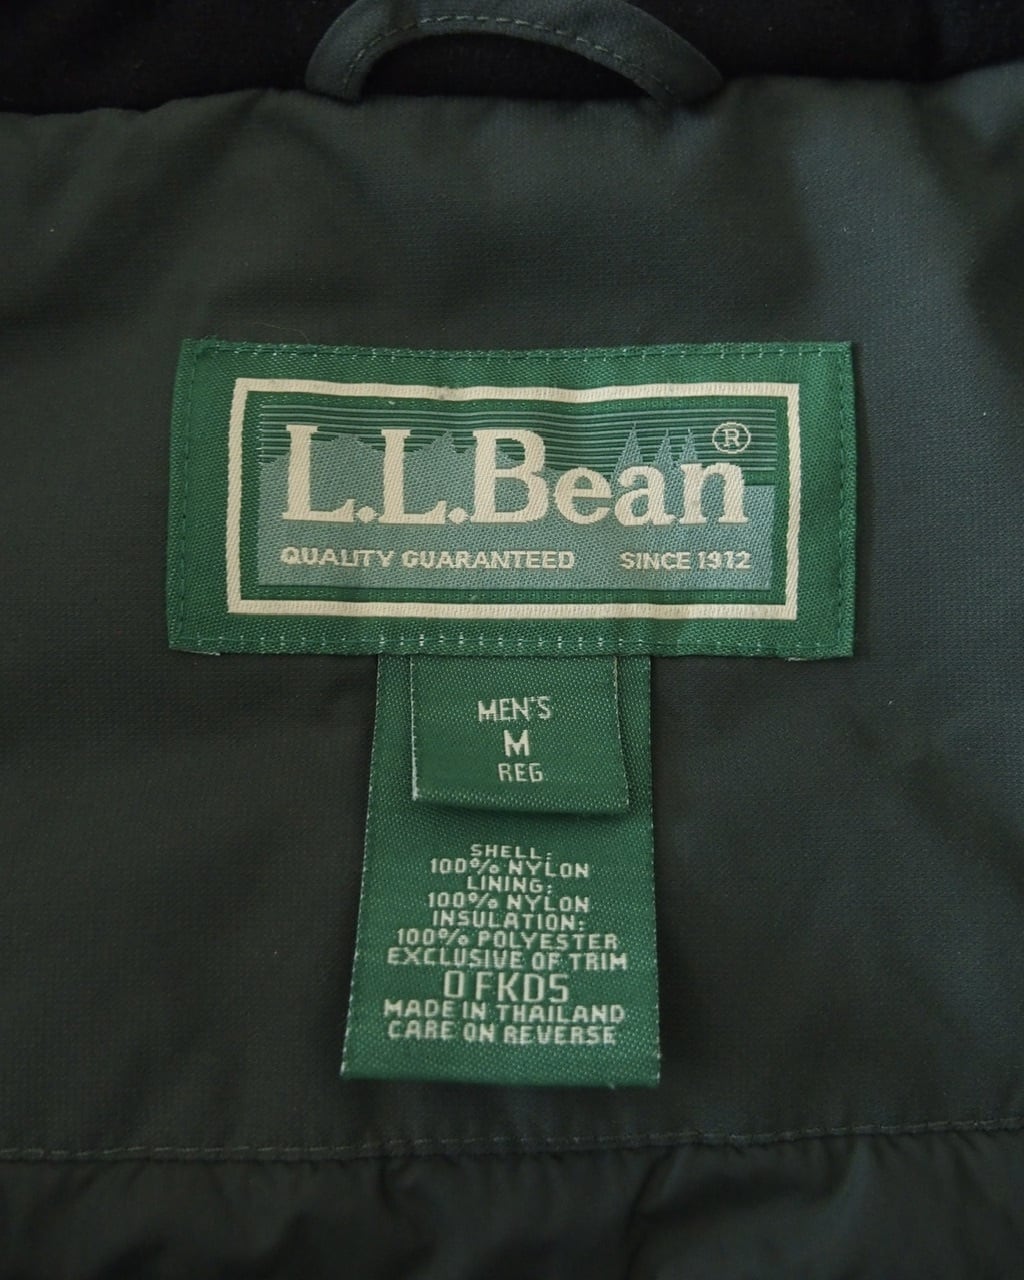 L.L.Bean®
QUALITY GUARANTEED SINCE 1912
MEN'S
M
REG
SHELL:
100% NYLON
LINING:
100% NYLON
INSULATION:
100% POLYESTER
EXCLUSIVE OF TRIM
0FKD5
MADE IN THAILAND
CARE ON REVERSE